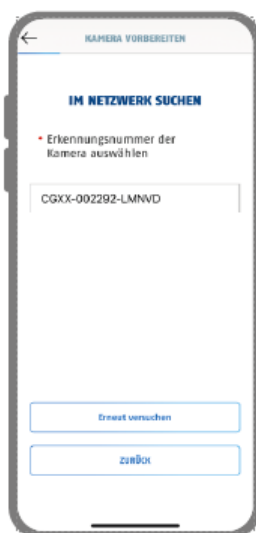 KAMERA VORBEREITEN
IM NETZWERK SUCHEN
• Erkennungsnummer der
Kamera auswählen
CGXX-002292-LMNVD
Erneut versuchen
ZURÜCK